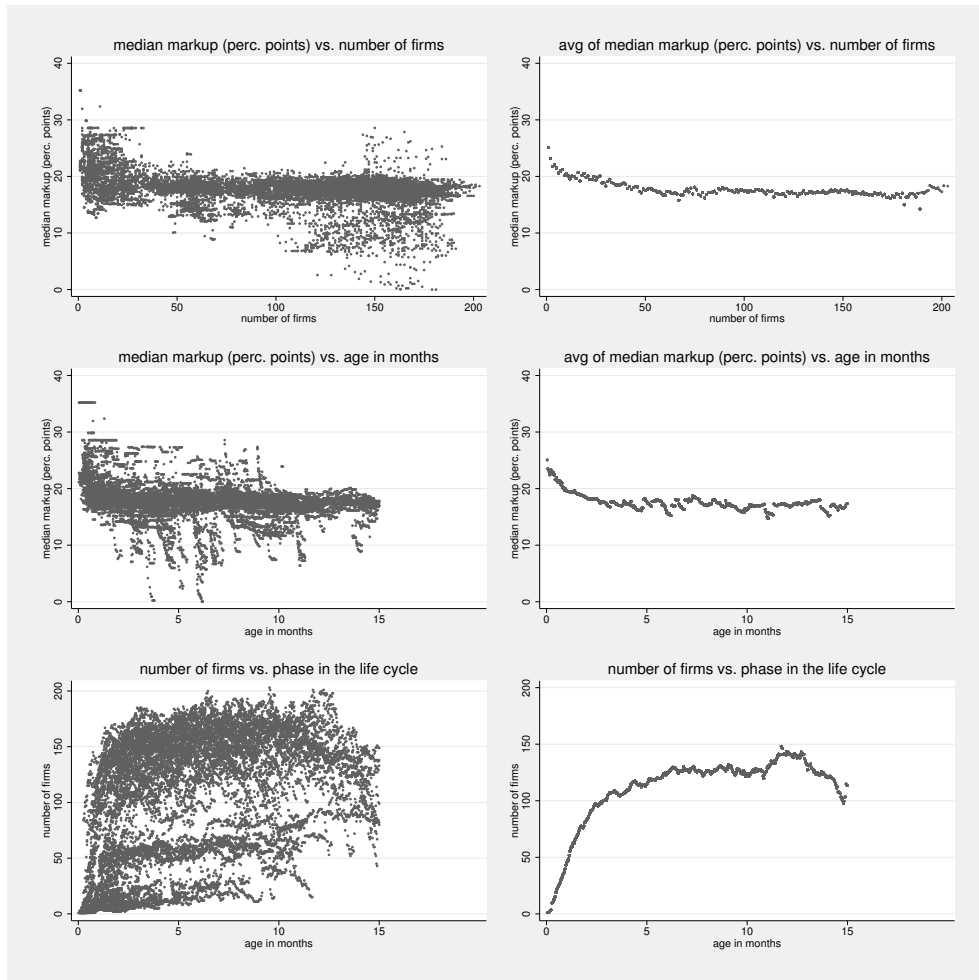 median markup (perc. points) vs. number of firms
median markup (perc. points)
0 10 20 30 40
0 50 100 150 200
number of firms
avg of median markup (perc. points) vs. number of firms
median markup (perc. points)
0 10 20 30 40
0 50 100 150 200
number of firms
median markup (perc. points) vs. age in months
median markup (perc. points)
0 10 20 30 40
0 5 10 15
age in months
avg of median markup (perc. points) vs. age in months
median markup (perc. points)
0 10 20 30 40
0 5 10 15
age in months
number of firms vs. phase in the life cycle
number of firms
0 50 100 150 200
0 5 10 15
age in months
number of firms vs. phase in the life cycle
number of firms
0 50 100 150 200
0 5 10 15
age in months